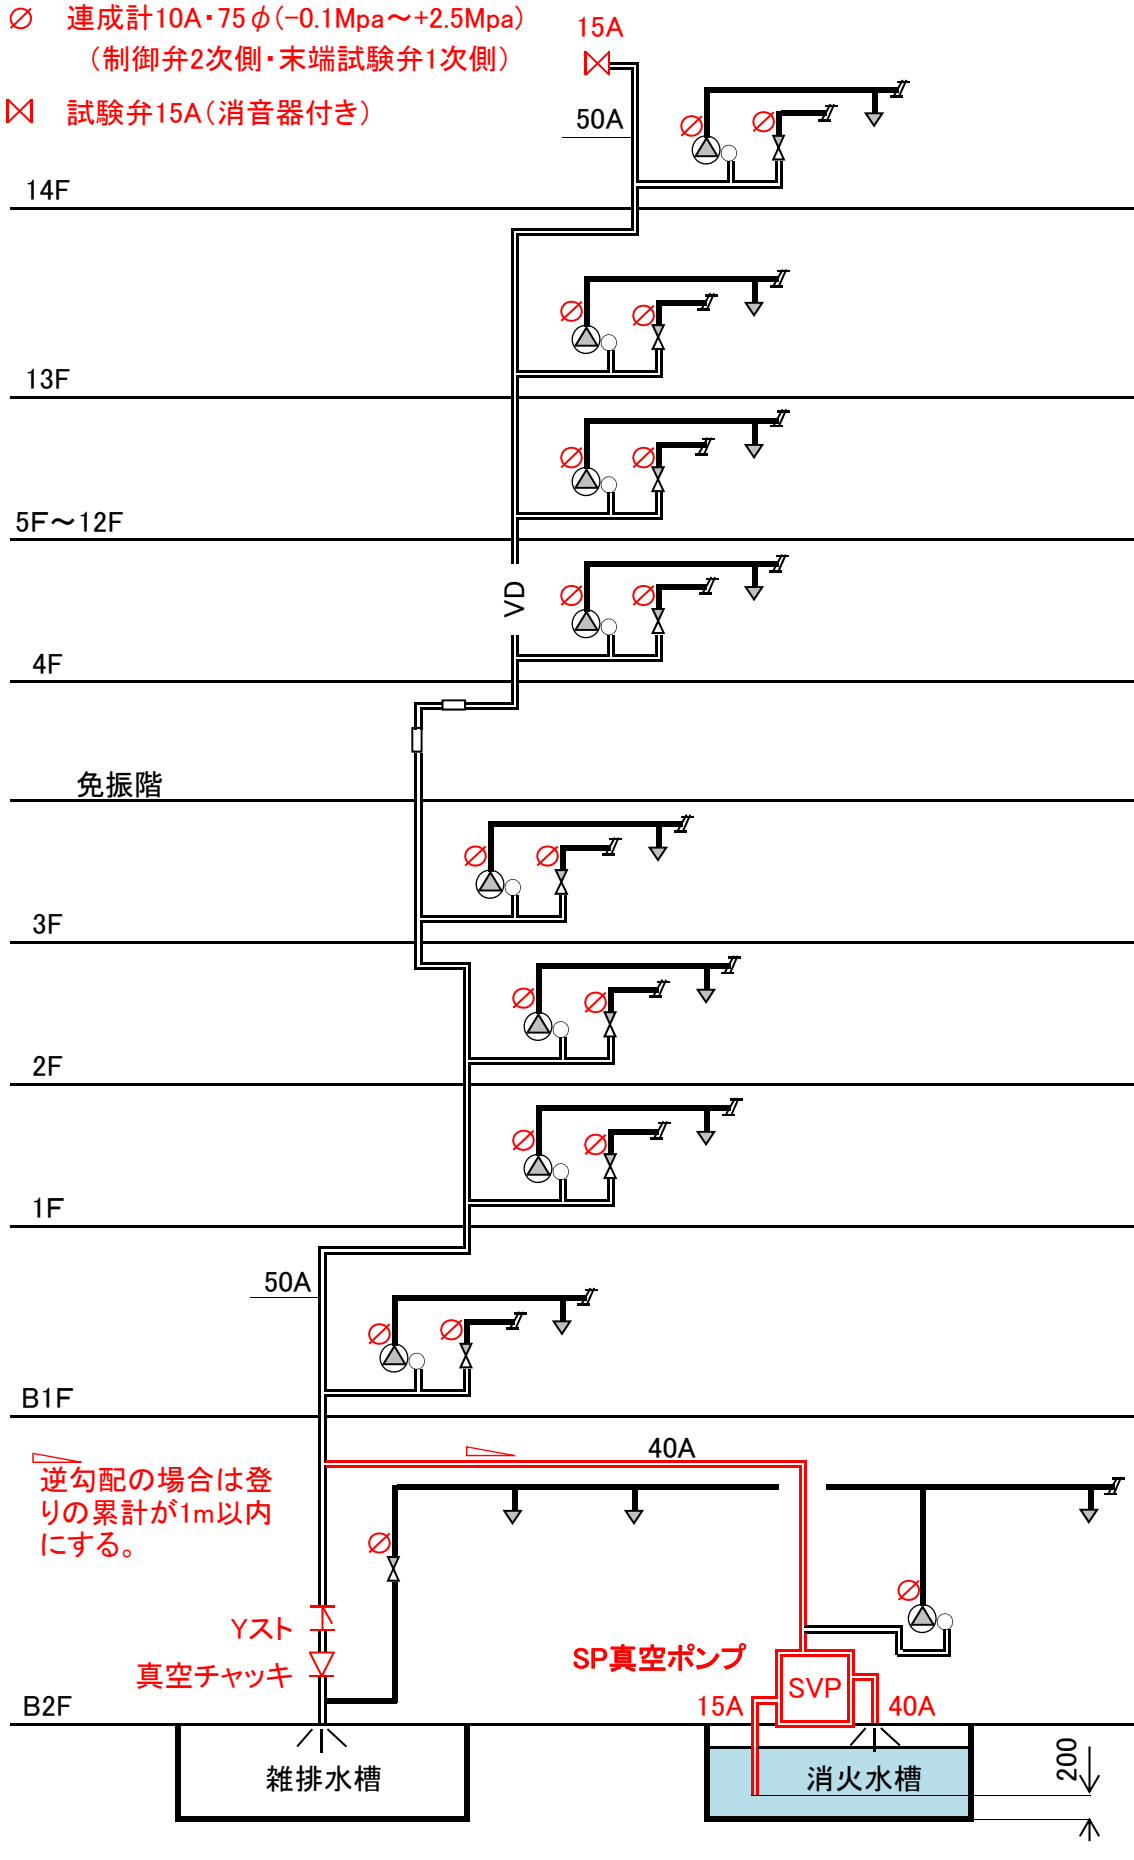 連成計10A・75φ(−0.1Mpa～+2.5Mpa)
(制御弁2次側・末端試験弁1次側)
試験弁15A(消音器付き)
15A
50A
14F
13F
5F～12F
VD
4F
免振階
3F
2F
1F
50A
B1F
40A
逆勾配の場合は登
りの累計が1m以内
にする。
Yスト
真空チャッキ
SP真空ポンプ
SVP
15A
40A
B2F
雑排水槽
消火水槽
200